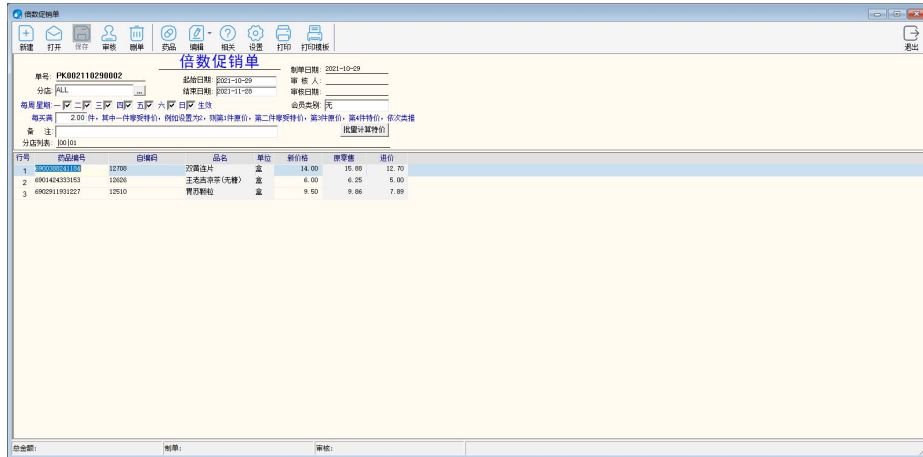 倍数促销单
新建 打开 保存 审核 删单 药品 编辑 相关 设置 打印 打印模板 退出
倍数促销单
单号: PK002110290002 起始日期: 2021-10-29 制单日期: 2021-10-29
分店: ALL ... 结束日期: 2021-11-28 审 核 人:
审核日期:
每周星期: 一 二 三 四 五 六 日 生效 会员类别: 无
每买满 2.00 件, 其中一件享受特价, 例如设置为2, 则第1件原价, 第二件享受特价, 第3件原价, 第4件特价, 依次类推
备 注: 批量计算特价
分店列表: |00|01
行号 药品编号 自编码 品名 单位 新价格 原零售 进价
1 12708 双黄连片 盒 14.00 15.88 12.70
2 6901424333153 12626 王老吉凉茶(无糖) 盒 6.00 6.25 5.00
3 6902911931227 12510 胃苏颗粒 盒 9.50 9.86 7.89
总金额: 制单: 审核: